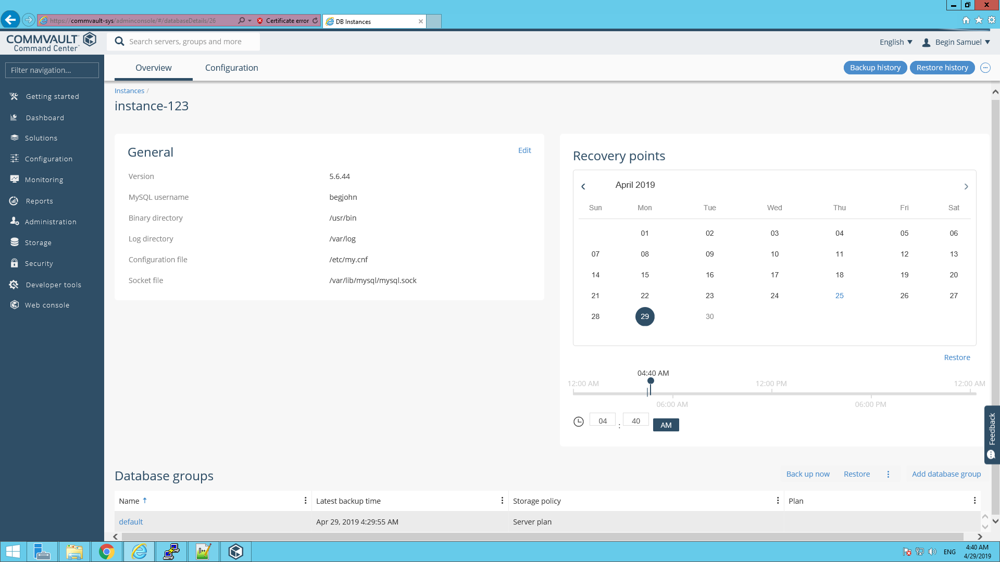 https://commvault-sys/adminconsole/#/databaseDetails/26
Certificate error
DB Instances
COMMVAULT
Command Center
Search servers, groups and more
English
Begin Samuel
Filter navigation...
Getting started
Dashboard
Solutions
Configuration
Monitoring
Reports
Administration
Storage
Security
Developer tools
Web console
Overview
Configuration
Backup history
Restore history
Instances /
instance-123
General
Edit
Version 5.6.44
MySQL username begjohn
Binary directory /usr/bin
Log directory /var/log
Configuration file /etc/my.cnf
Socket file /var/lib/mysql/mysql.sock
Recovery points
April 2019
Sun Mon Tue Wed Thu Fri Sat
01 02 03 04 05 06
07 08 09 10 11 12 13
14 15 16 17 18 19 20
21 22 23 24 25 26 27
28 29 30
Restore
04:40 AM
12:00 AM 12:00 PM 12:00 AM
06:00 AM 06:00 PM
04 : 40 AM
Feedback
Database groups
Back up now
Restore
Add database group
Name Latest backup time Storage policy Plan
default Apr 29, 2019 4:29:55 AM Server plan
ENG
4:40 AM
4/29/2019